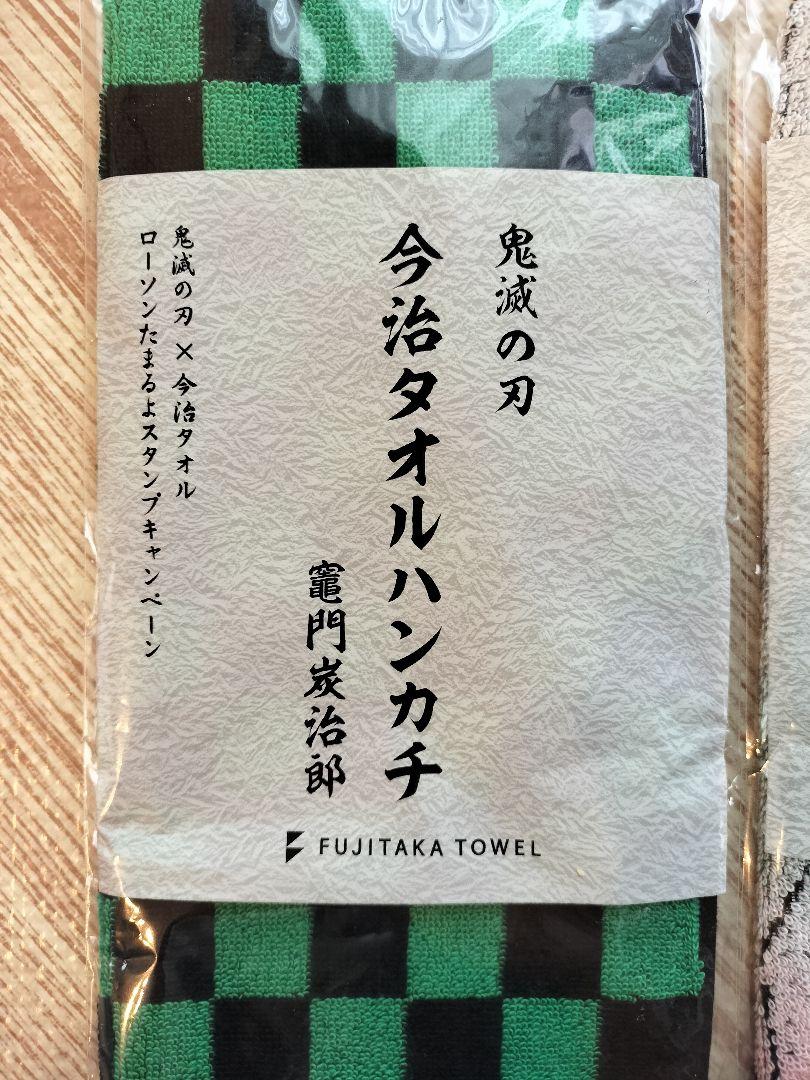 鬼滅の刃
今治タオルハンカチ
竈門炭治郎
鬼滅の刃×今治タオル
ローソンたまるよスタンプキャンペーン
FUJITAKA TOWEL